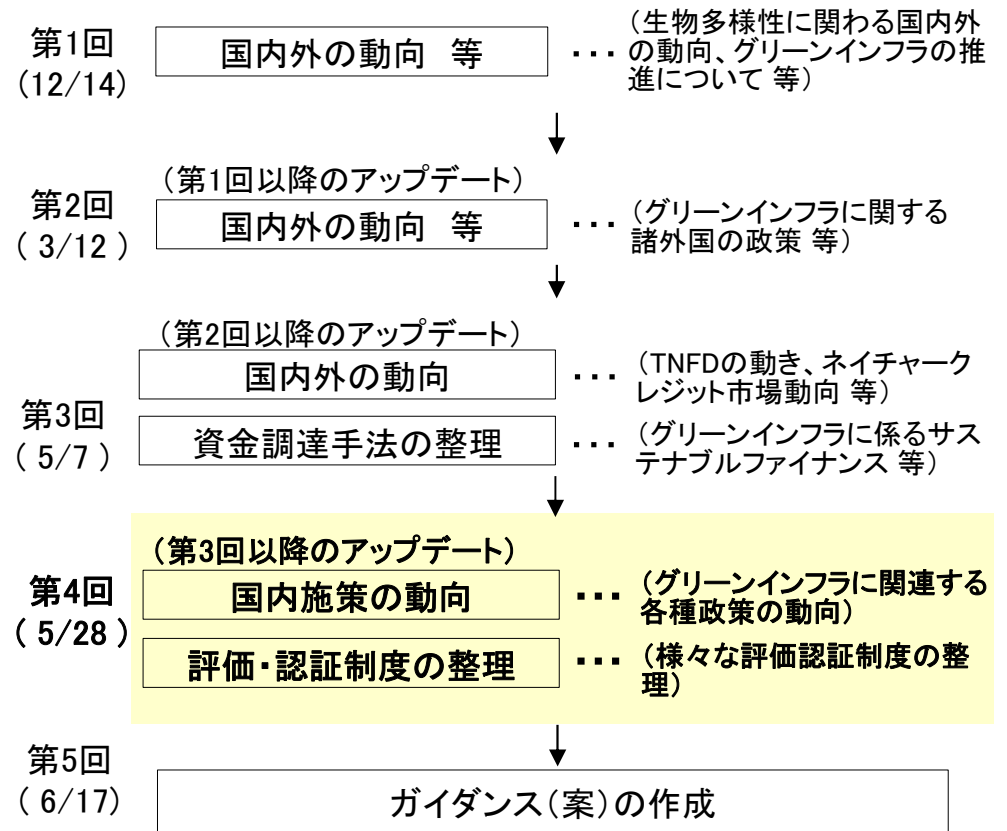 第1回
(12/14)
国内外の動向 等
・・・
（生物多様性に関わる国内外
の動向、グリーンインフラの推
進について 等）
第2回
( 3/12 )
（第1回以降のアップデート）
国内外の動向 等
・・・
（グリーンインフラに関する
諸外国の政策 等）
第3回
( 5/7 )
（第2回以降のアップデート）
国内外の動向
・・・
（TNFDの動き、ネイチャーク
レジット市場動向 等）
資金調達手法の整理
・・・
（グリーンインフラに係るサス
テナブルファイナンス 等）
第4回
( 5/28 )
（第3回以降のアップデート）
国内施策の動向
・・・
（グリーンインフラに関連する
各種政策の動向）
評価・認証制度の整理
・・・
（様々な評価認証制度の整
理）
第5回
( 6/17)
ガイダンス（案）の作成